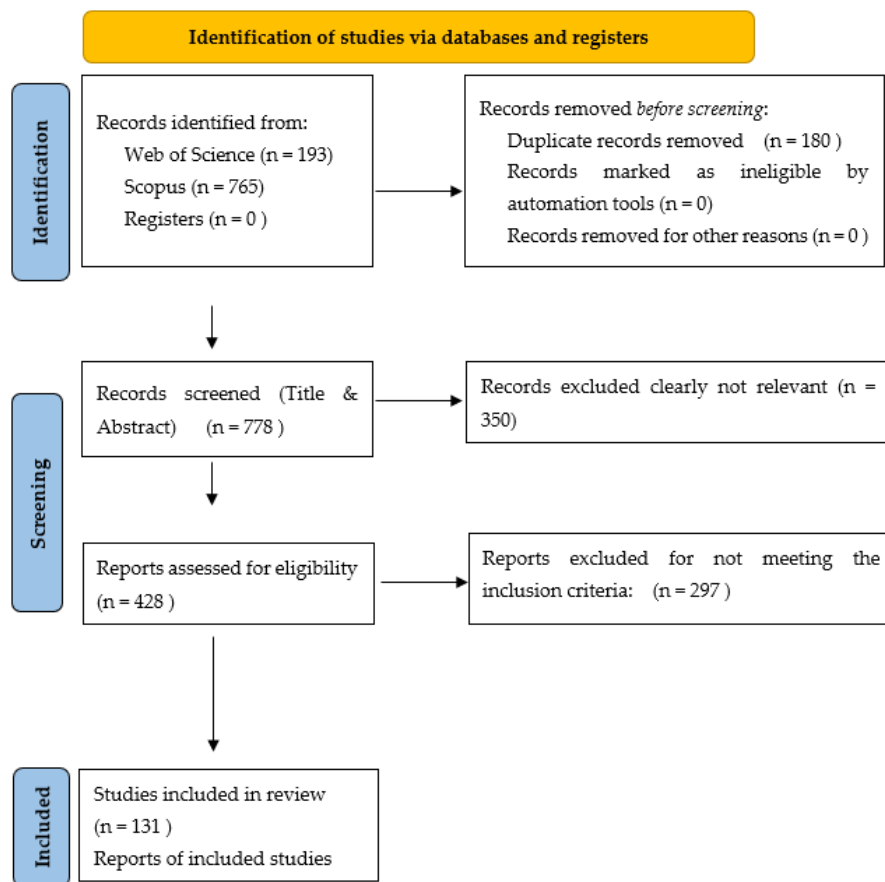 Identification of studies via databases and registers
Identification
Records identified from:
Web of Science (n = 193)
Scopus (n = 765)
Registers (n = 0 )
Records removed before screening:
Duplicate records removed (n = 180 )
Records marked as ineligible by
automation tools (n = 0)
Records removed for other reasons (n = 0 )
Screening
Records screened (Title &
Abstract) (n = 778 )
Records excluded clearly not relevant (n =
350)
Reports assessed for eligibility
(n = 428 )
Reports excluded for not meeting the
inclusion criteria: (n = 297 )
Included
Studies included in review
(n = 131 )
Reports of included studies